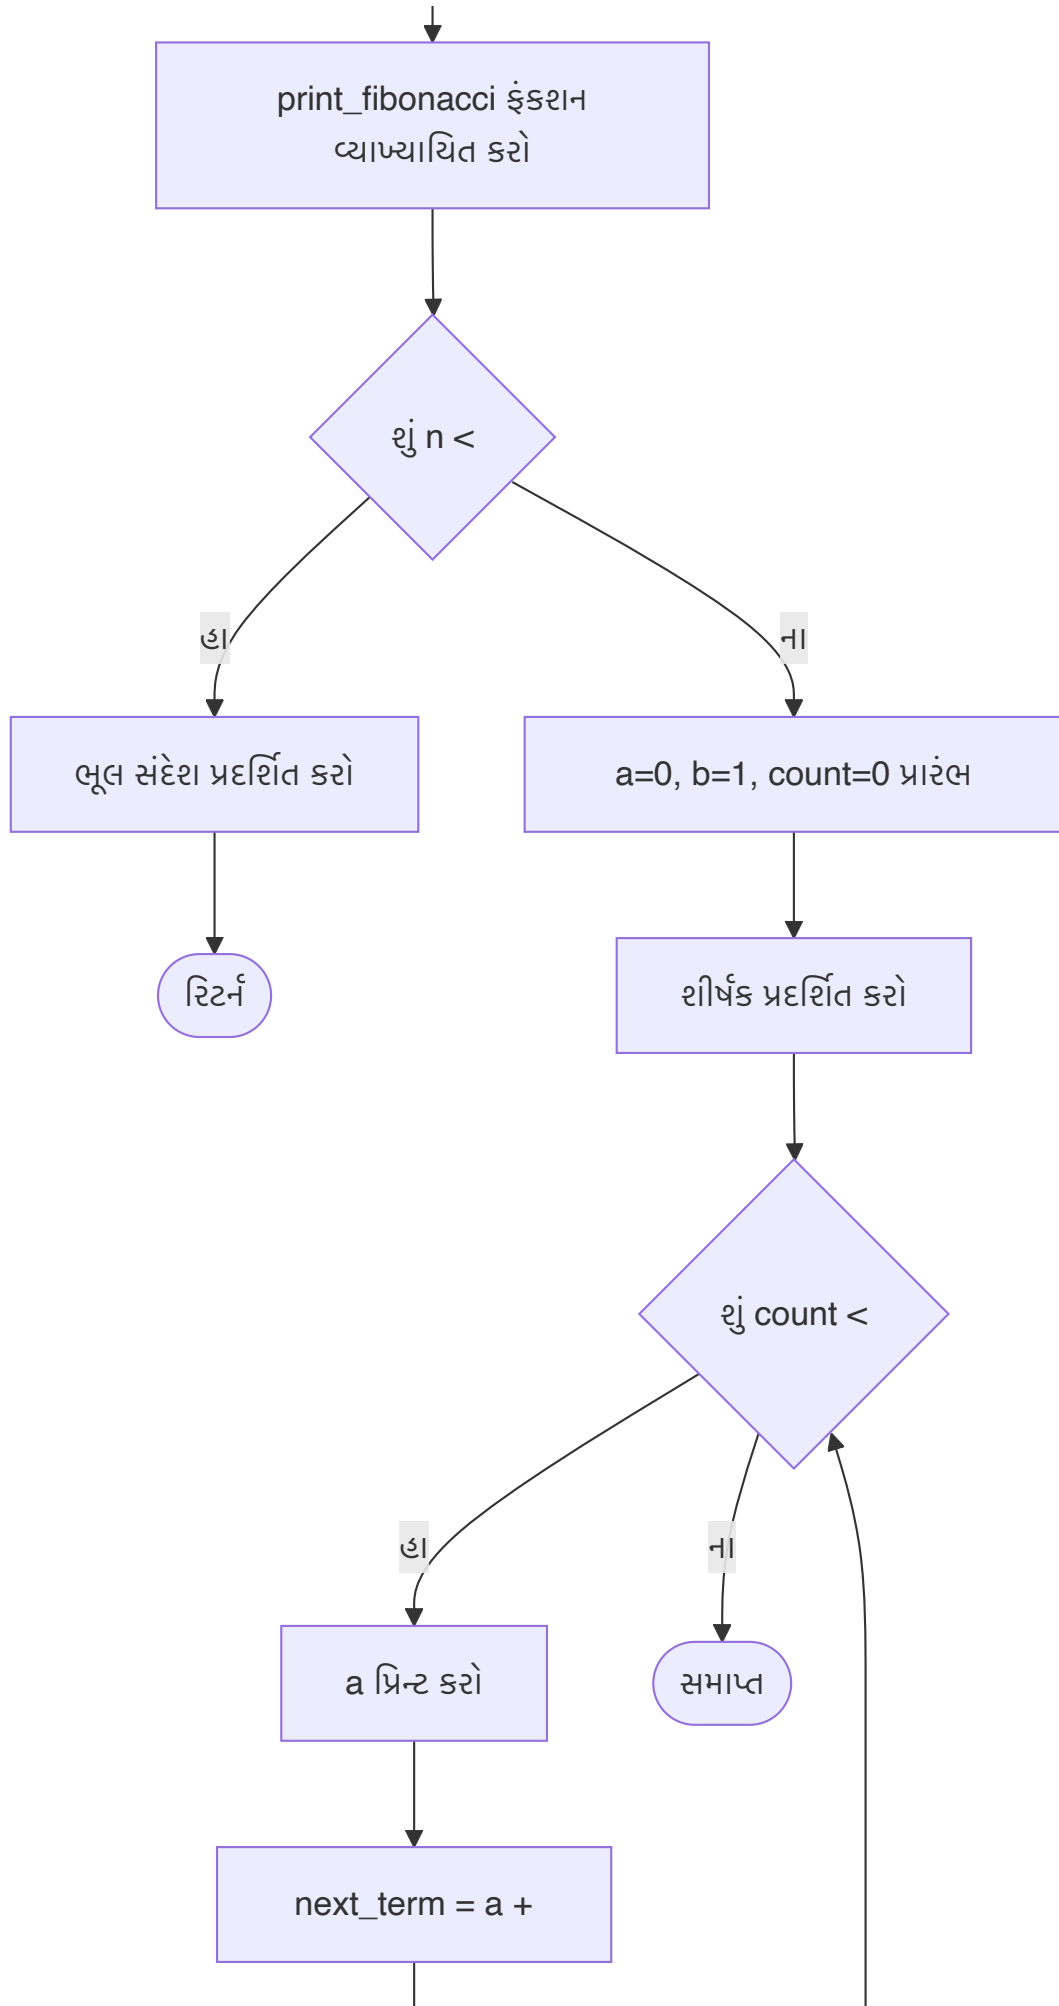 print_fibonacci ફંકશન
વ્યાખ્યાયિત કરો
શું n <
હા
ના
ભૂલ સંદેશ પ્રદર્શિત કરો
a=0, b=1, count=0 પ્રારંભ
રિટર્ન
શીર્ષક પ્રદર્શિત કરો
શું count <
હા
ના
a પ્રિન્ટ કરો
સમાપ્ત
next_term = a +